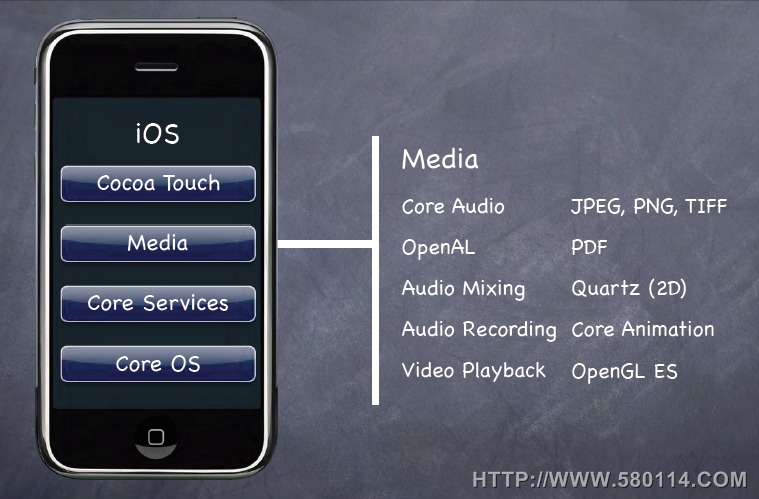 iOS
Cocoa Touch
Media
Core Services
Core OS
Media
Core Audio
JPEG, PNG, TIFF
OpenAL
PDF
Audio Mixing
Quartz (2D)
Audio Recording
Core Animation
Video Playback
OpenGL ES
HTTP://WWW.580114.COM